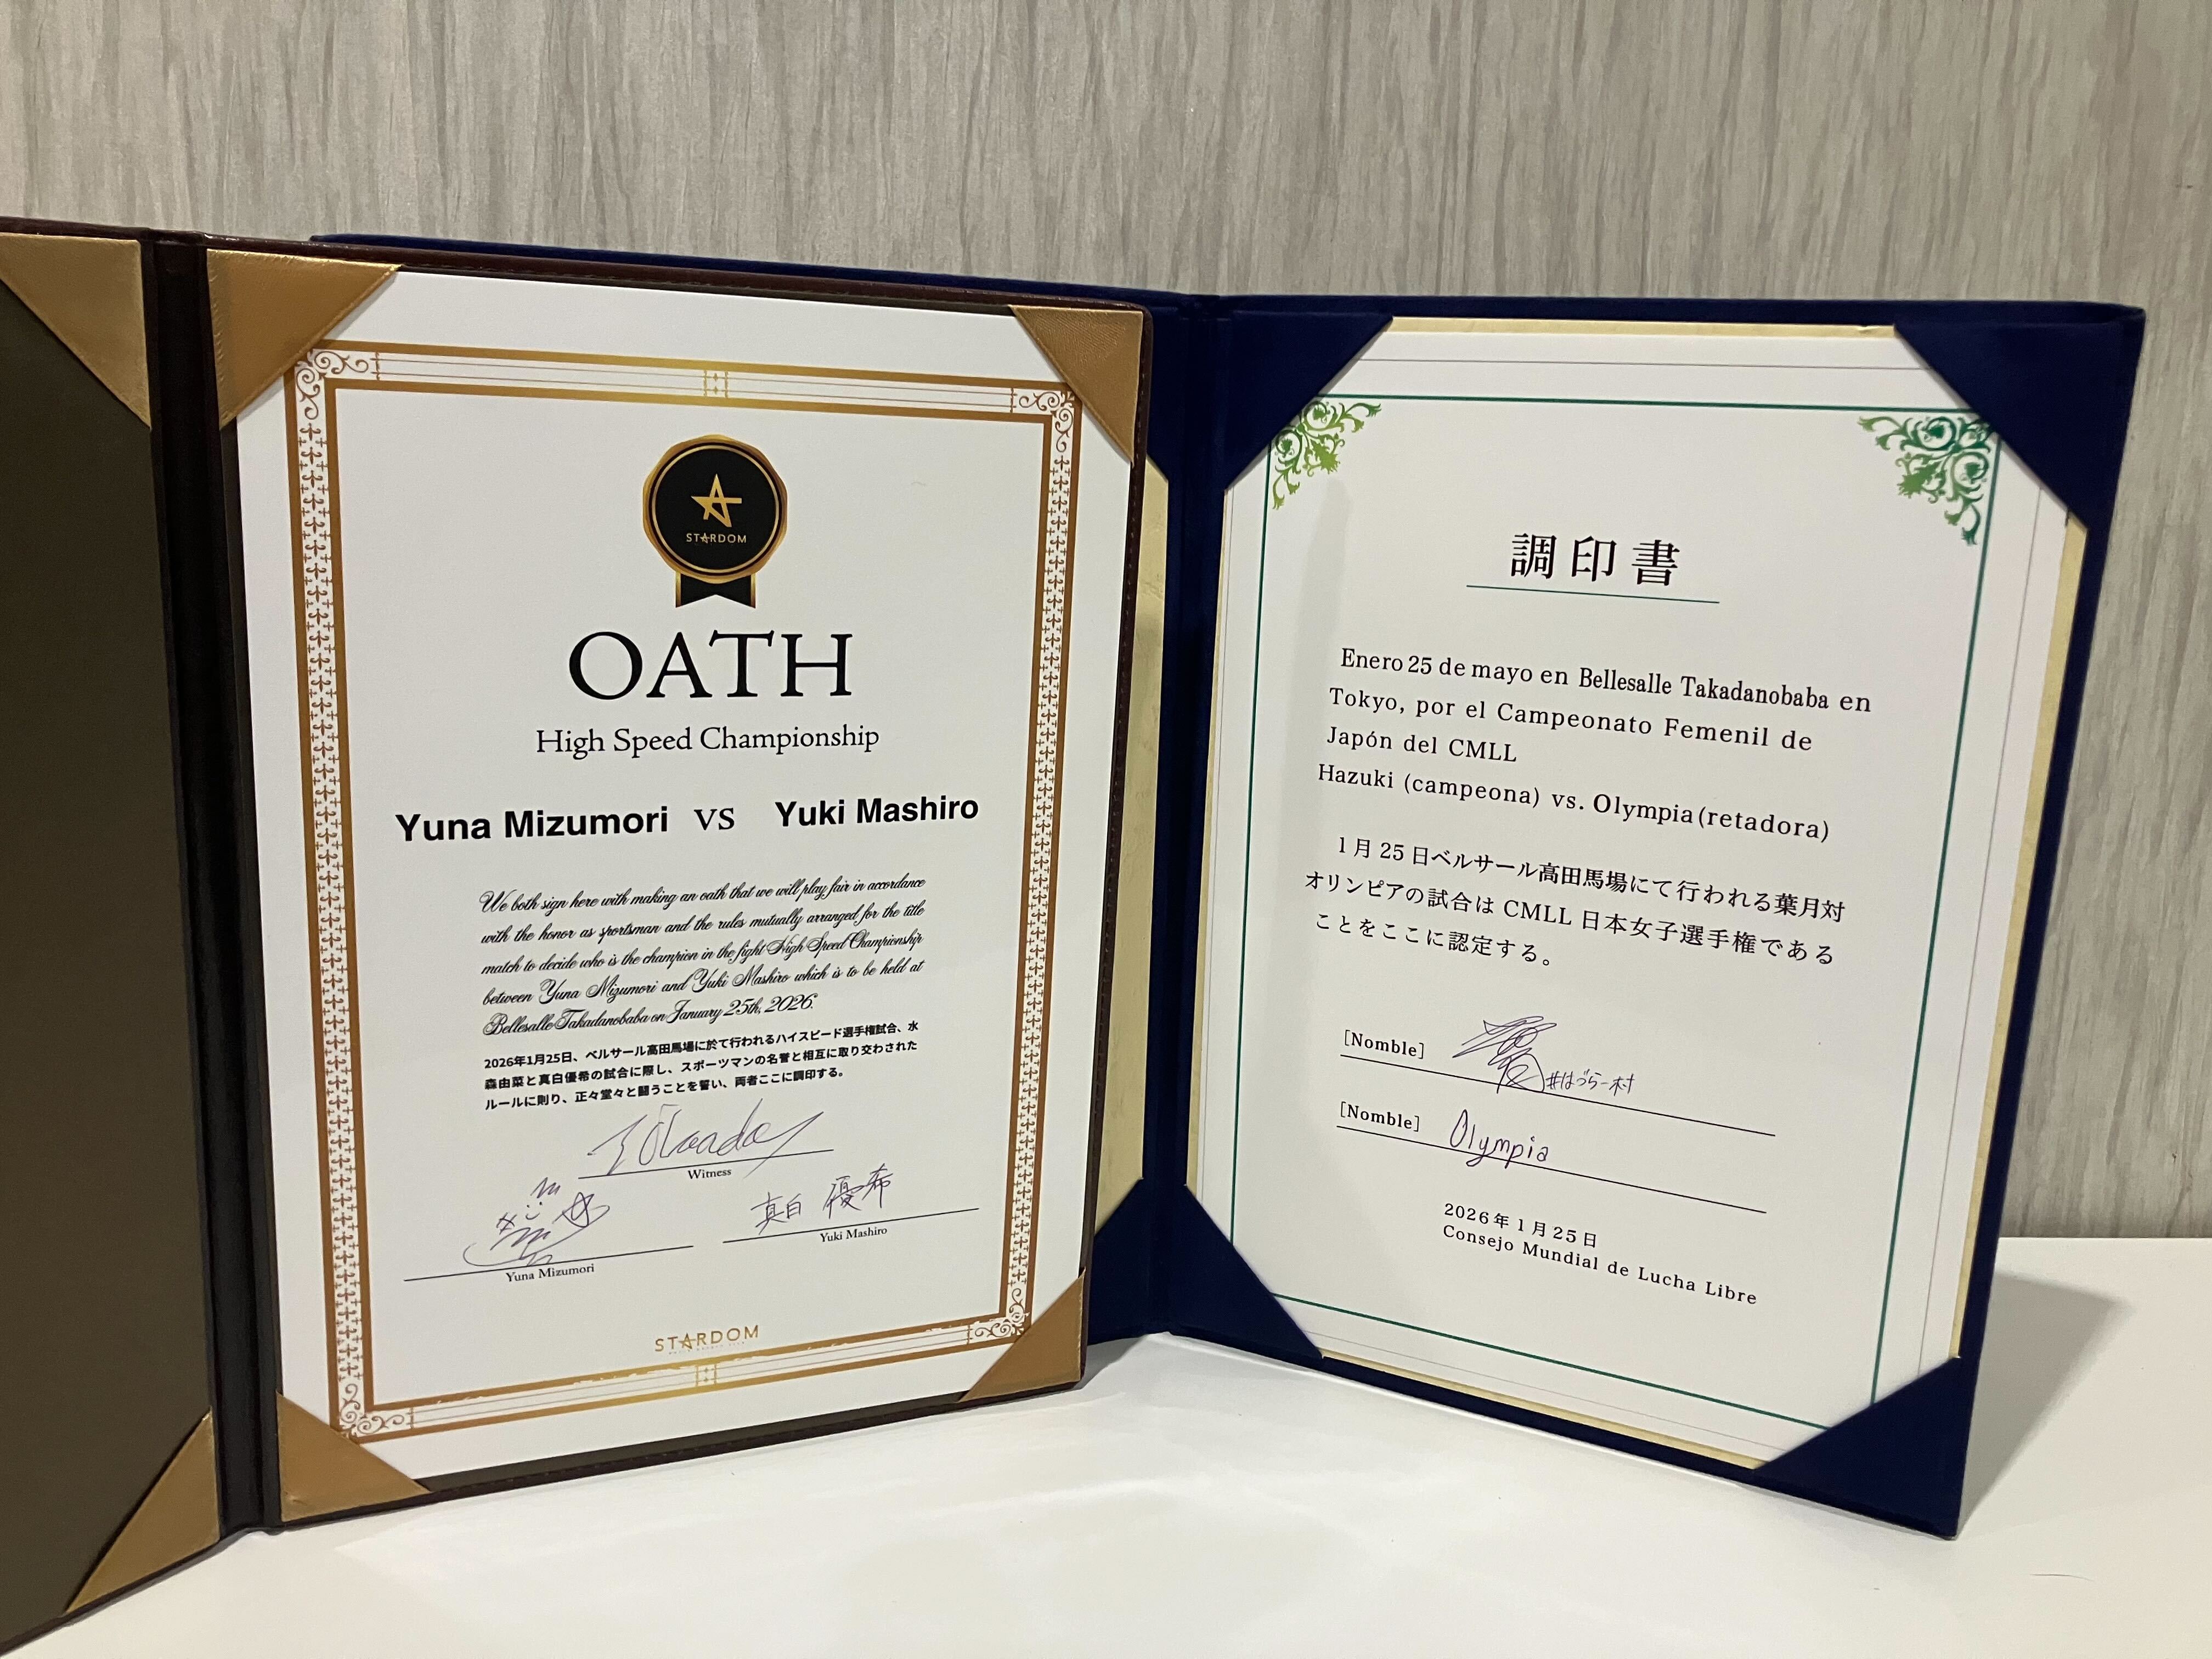 STARDOM
OATH
High Speed Championship
Yuna Mizumori vs Yuki Mashiro
We both sign here with making an oath that we will play fair in accordance
with the honor as sportsman and the rules mutually arranged for the title
match to decide who is the champion in the fight High Speed Championship
between Yuna Mizumori and Yuki Mashiro which is to be held at
Bellesalle Takadanobaba on January 25th, 2026.
2026年1月25日、ベルサール高田馬場に於て行われるハイスピード選手権試合、水
森由菜と真白優希の試合に際し、スポーツマンの名誉と相互に取り交わされた
ルールに則り、正々堂々と闘うことを誓い、両者ここに調印する。
Witness
真白 優希
Yuna Mizumori
Yuki Mashiro
STARDOM
調印書
Enero 25 de mayo en Bellesalle Takadanobaba en
Tokyo, por el Campeonato Femenil de
Japón del CMLL
Hazuki (campeona) vs. Olympia (retadora)
1月25日ベルサール高田馬場にて行われる葉月対
オリンピアの試合は CMLL 日本女子選手権である
ことをここに認定する。
[Nomble] #はづらー村
[Nomble] Olympia
2026年1月25日
Consejo Mundial de Lucha Libre